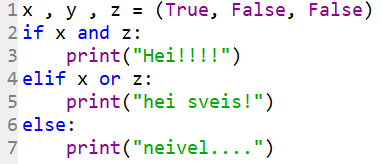 1 x , y , z = (True, False, False)
2 if x and z:
3     print("Hei!!!!")
4 elif x or z:
5     print("hei sveis!")
6 else:
7     print("neivel....")